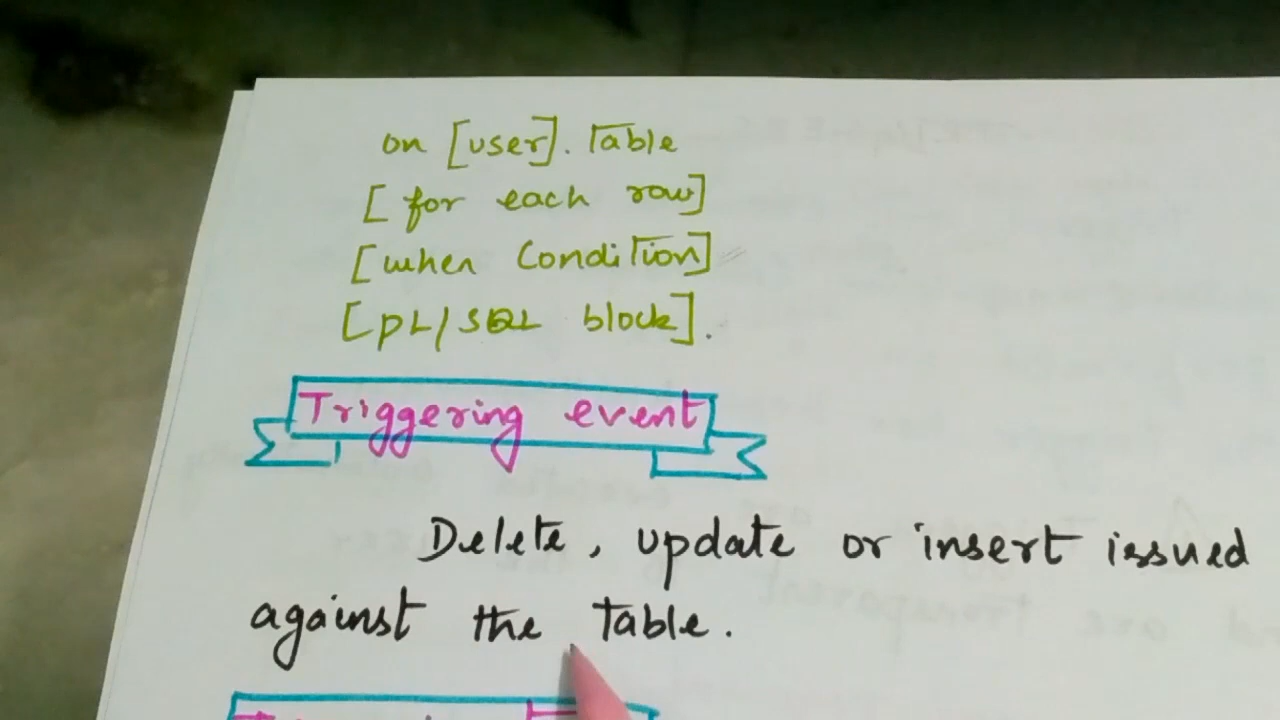 on [user]. Table
[for each row]
[when Condition]
[PL/SQL block].
Triggering event
Delete, update or insert issued
against the table.